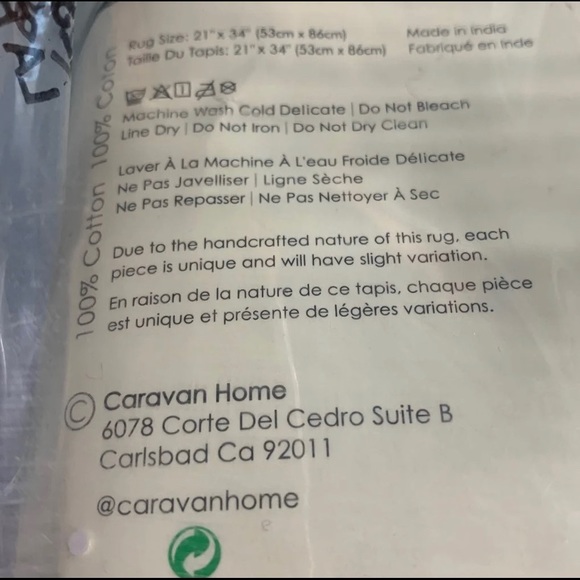 Rug Size: 21" x 34" (53cm x 86cm)
Taille Du Tapis: 21" x 34" (53cm x 86cm)
Made in India
Fabriqué en Inde
Machine Wash Cold Delicate | Do Not Bleach
Line Dry | Do Not Iron | Do Not Dry Clean
Laver À La Machine À L'eau Froide Délicate
Ne Pas Javelliser | Ligne Sèche
Ne Pas Repasser | Ne Pas Nettoyer À Sec
100% Cotton 100% Coton
Due to the handcrafted nature of this rug, each
piece is unique and will have slight variation.
En raison de la nature de ce tapis, chaque pièce
est unique et présente de légères variations.
© Caravan Home
6078 Corte Del Cedro Suite B
Carlsbad Ca 92011
@caravanhome